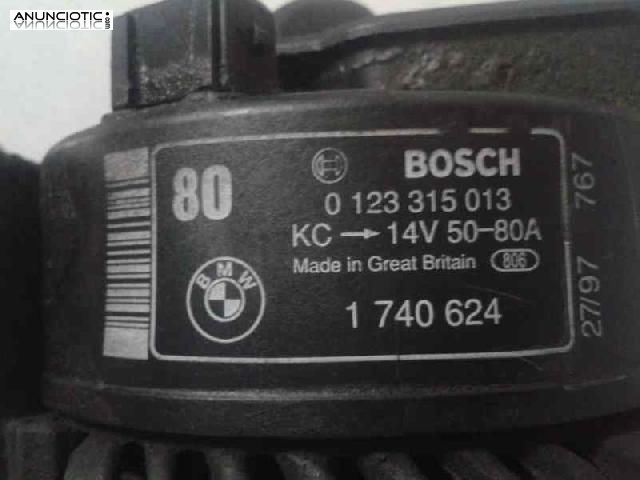 ANUNCIOTIC.com
80
BOSCH
0 123 315 013
KC → 14V 50-80A
Made in Great Britain 806
BMW
1 740 624
27/97 767